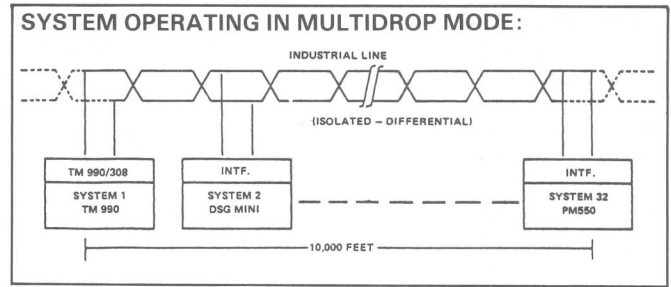 SYSTEM OPERATING IN MULTIDROP MODE:
INDUSTRIAL LINE
(ISOLATED – DIFFERENTIAL)
TM 990/308
SYSTEM 1
TM 990
INTF.
SYSTEM 2
DSG MINI
INTF.
SYSTEM 32
PM550
10,000 FEET